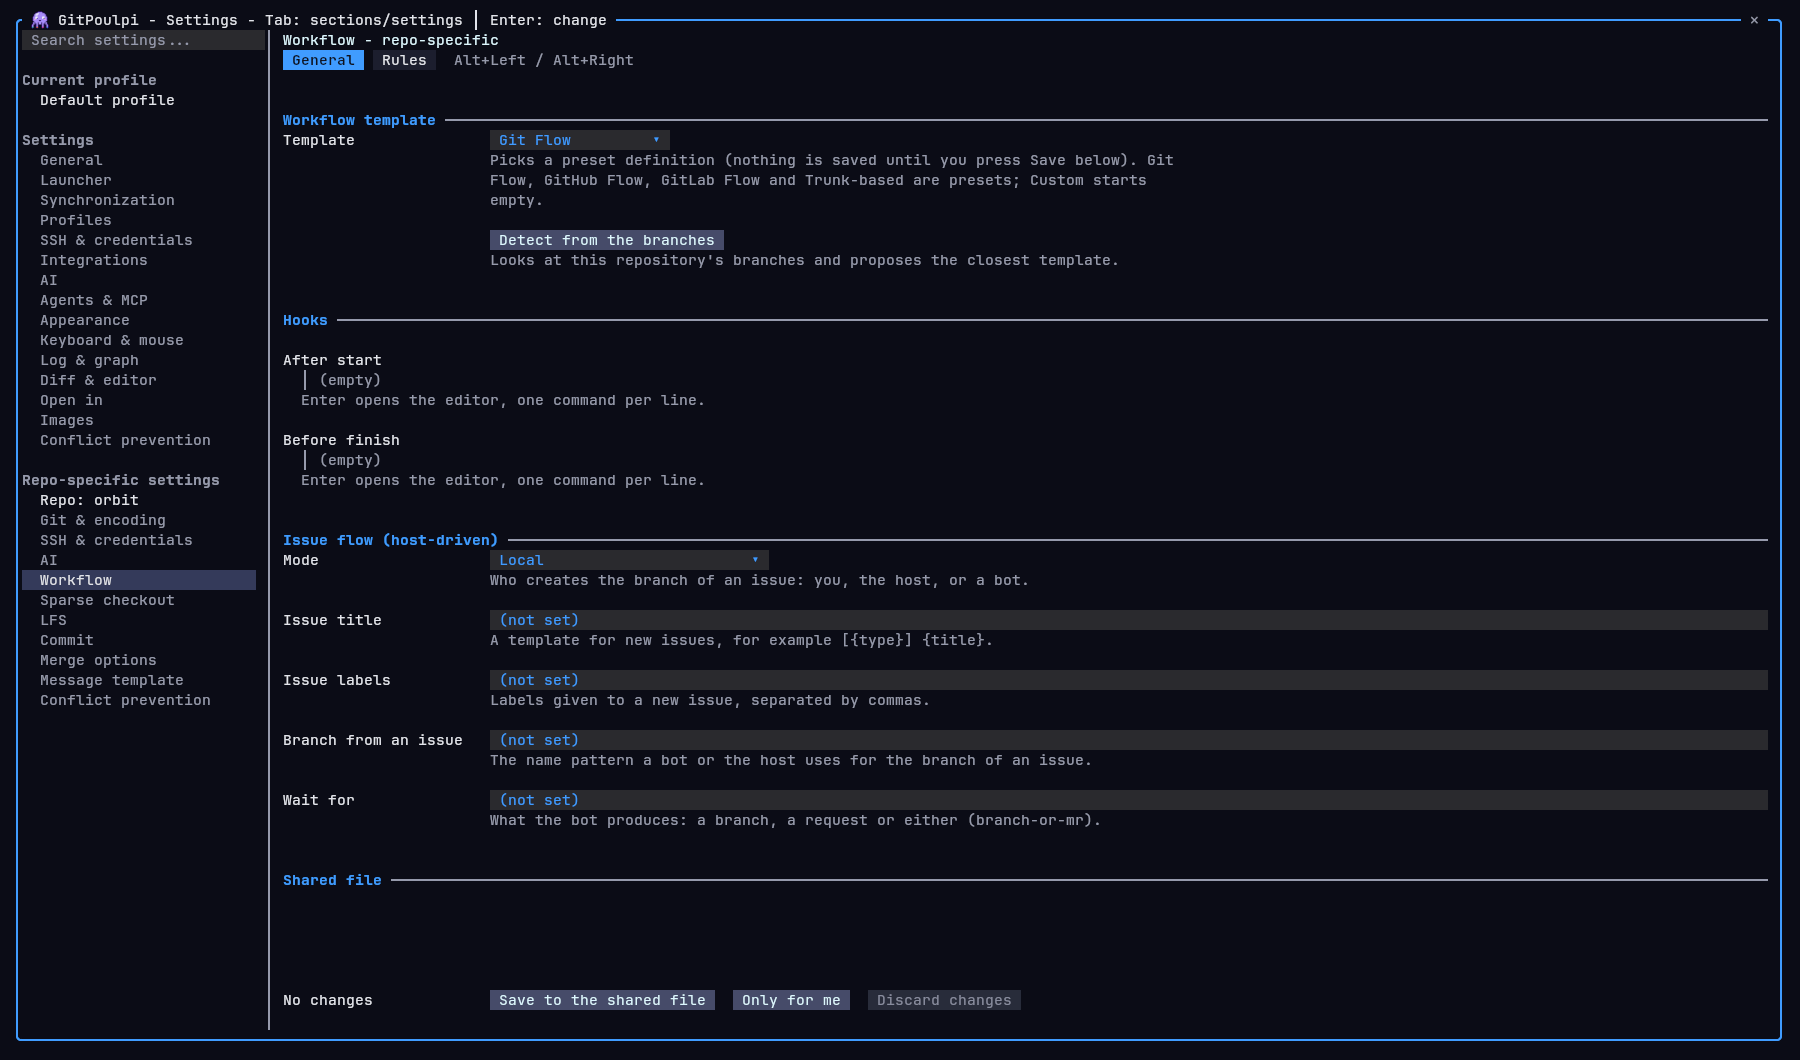 GitPoulpi - Settings - Tab: sections/settings │ Enter: change ×
Search settings...
Current profile
Default profile
Settings
General
Launcher
Synchronization
Profiles
SSH & credentials
Integrations
AI
Agents & MCP
Appearance
Keyboard & mouse
Log & graph
Diff & editor
Open in
Images
Conflict prevention
Repo-specific settings
Repo: orbit
Git & encoding
SSH & credentials
AI
Workflow
Sparse checkout
LFS
Commit
Merge options
Message template
Conflict prevention
Workflow - repo-specific
General Rules Alt+Left / Alt+Right
Workflow template
Template Git Flow ▾
Picks a preset definition (nothing is saved until you press Save below). Git
Flow, GitHub Flow, GitLab Flow and Trunk-based are presets; Custom starts
empty.
Detect from the branches
Looks at this repository's branches and proposes the closest template.
Hooks
After start
(empty)
Enter opens the editor, one command per line.
Before finish
(empty)
Enter opens the editor, one command per line.
Issue flow (host-driven)
Mode Local ▾
Who creates the branch of an issue: you, the host, or a bot.
Issue title (not set)
A template for new issues, for example [{type}] {title}.
Issue labels (not set)
Labels given to a new issue, separated by commas.
Branch from an issue (not set)
The name pattern a bot or the host uses for the branch of an issue.
Wait for (not set)
What the bot produces: a branch, a request or either (branch-or-mr).
Shared file
No changes Save to the shared file Only for me Discard changes